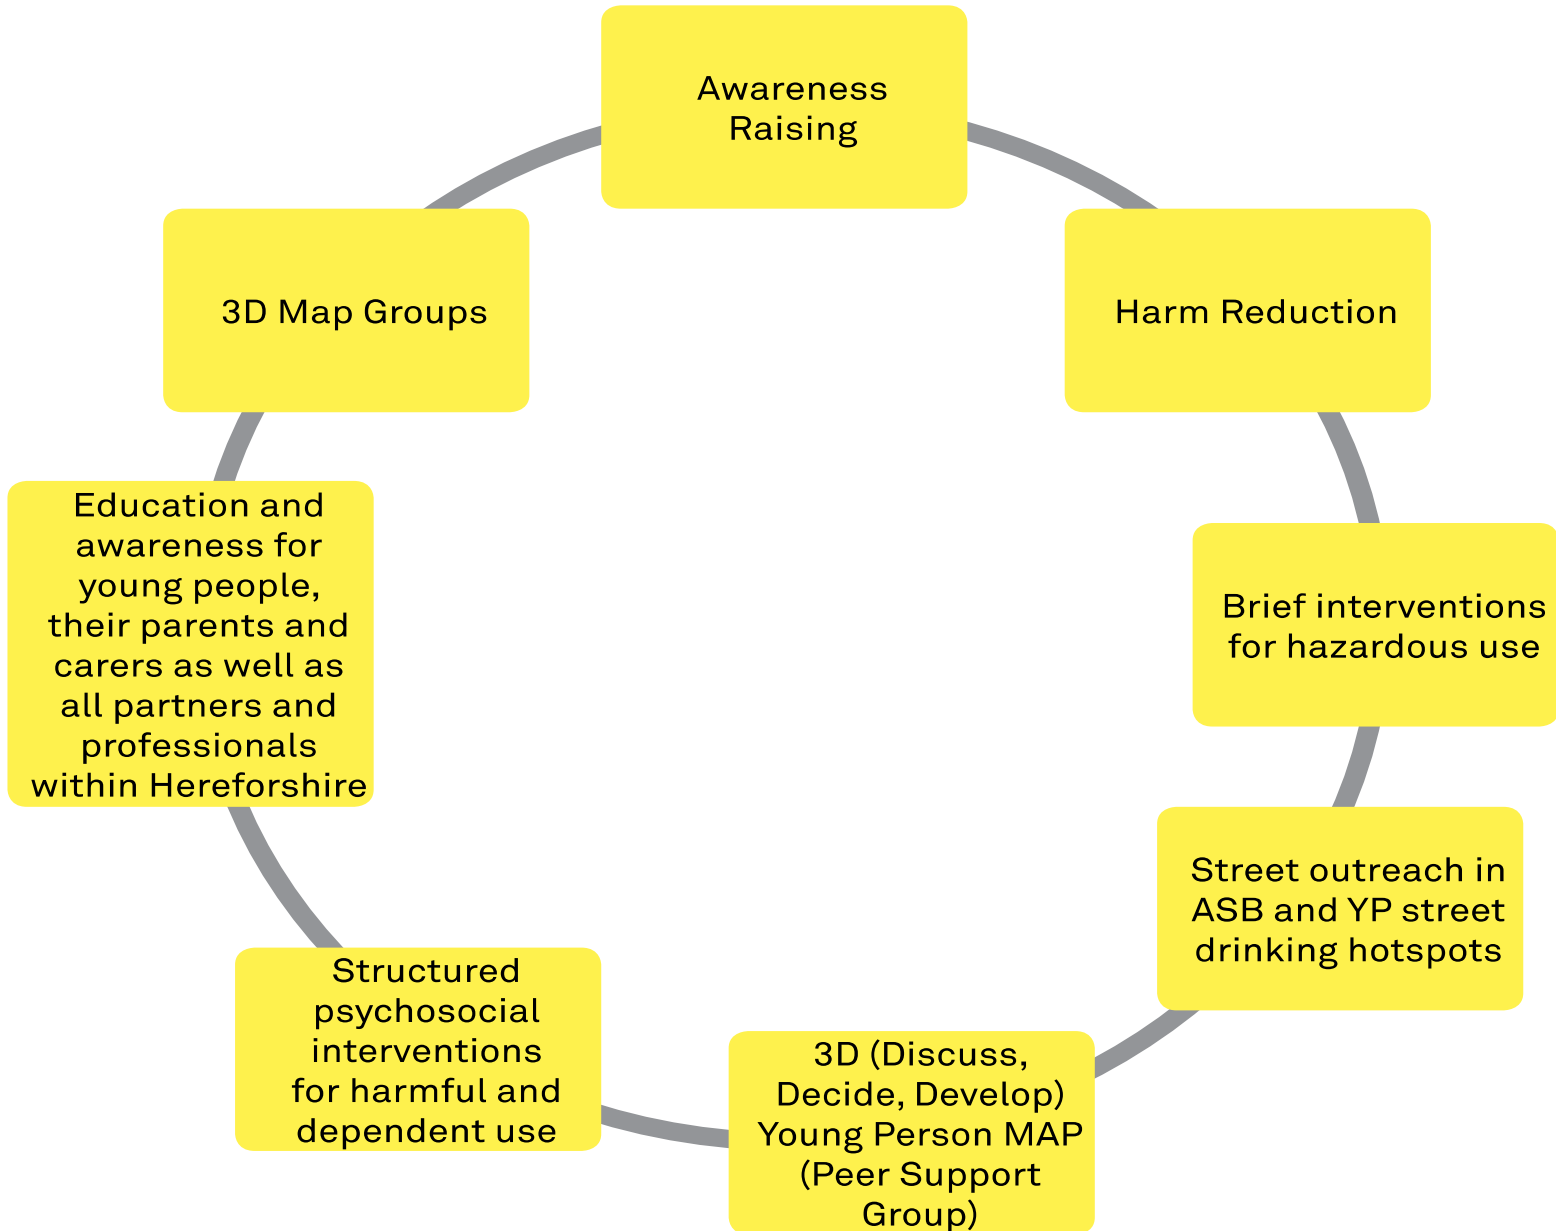 Awareness
Raising
Harm Reduction
Brief interventions
for hazardous use
Street outreach in
ASB and YP street
drinking hotspots
3D (Discuss,
Decide, Develop)
Young Person MAP
(Peer Support
Group)
Structured
psychosocial
interventions
for harmful and
dependent use
Education and
awareness for
young people,
their parents and
carers as well as
all partners and
professionals
within Hereforshire
3D Map Groups